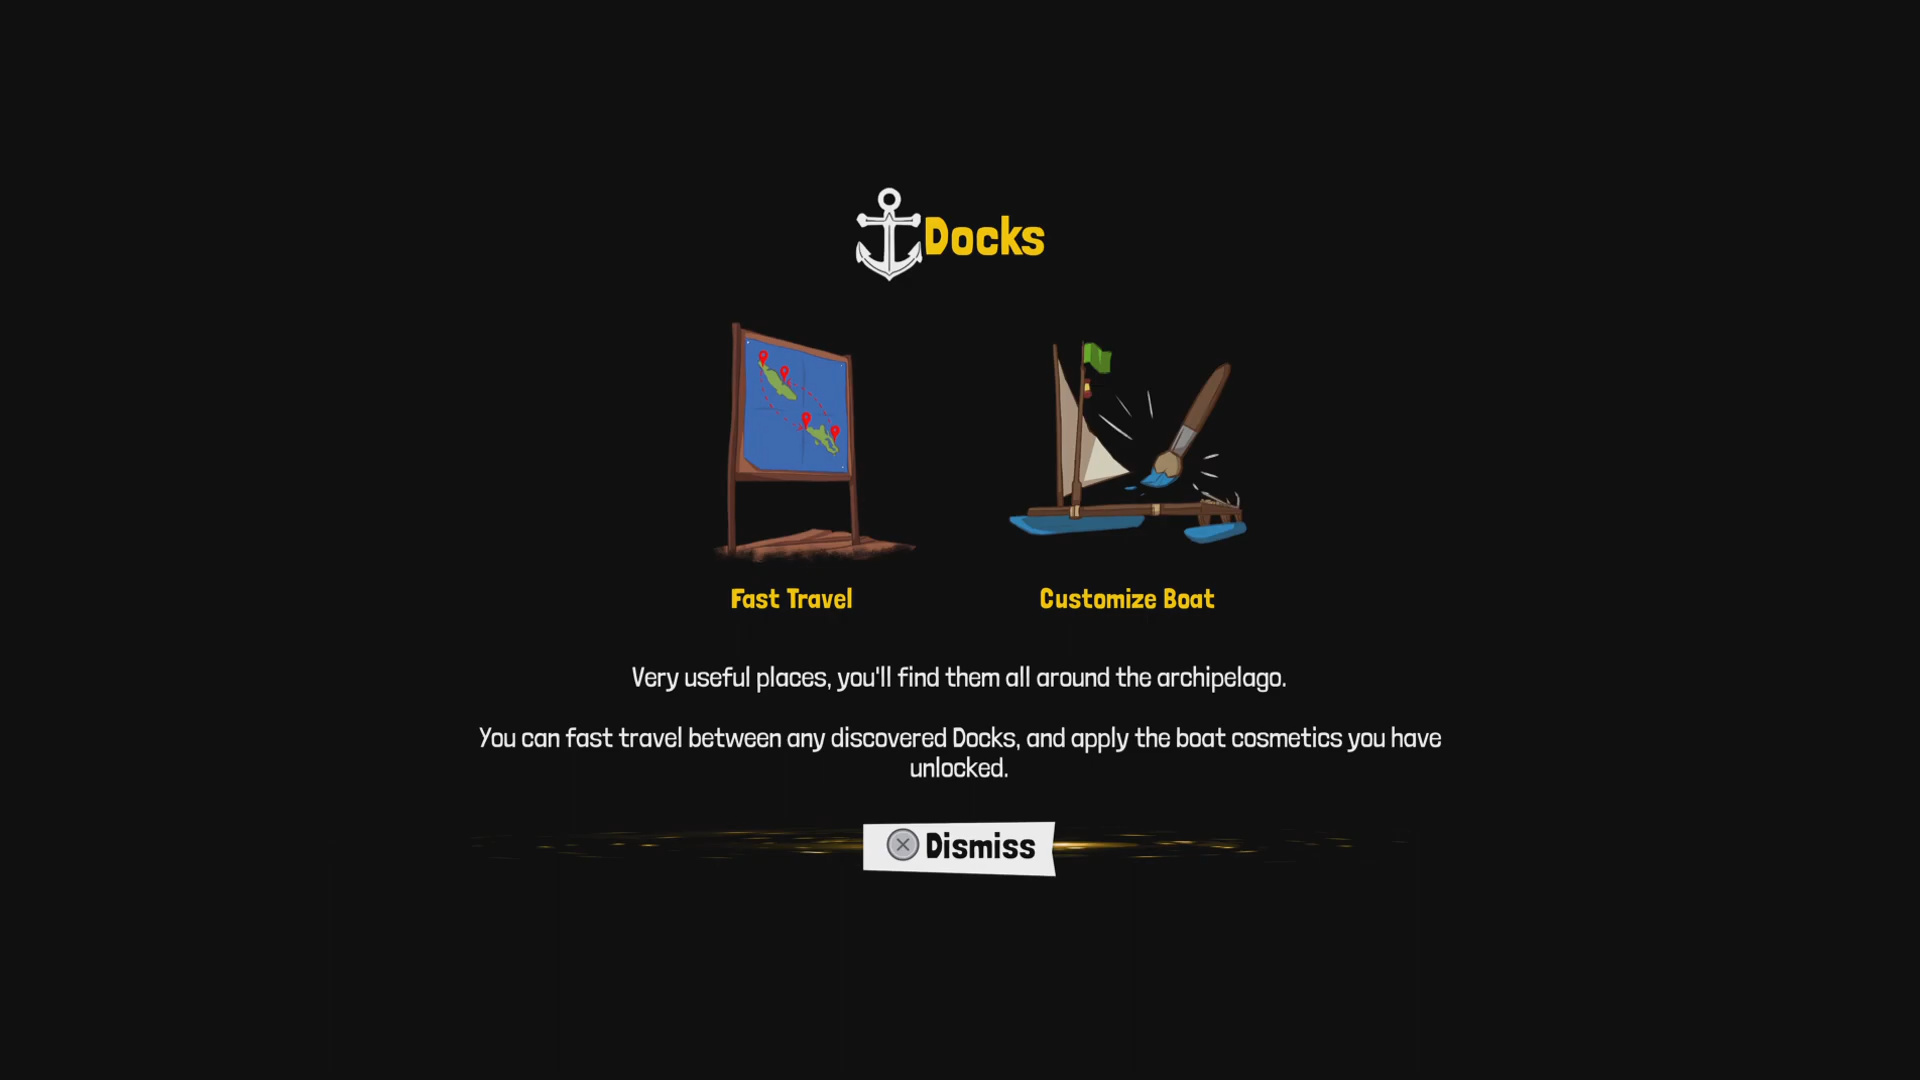 Docks
Fast Travel
Customize Boat
Very useful places, you'll find them all around the archipelago.
You can fast travel between any discovered Docks, and apply the boat cosmetics you have
unlocked.
Dismiss